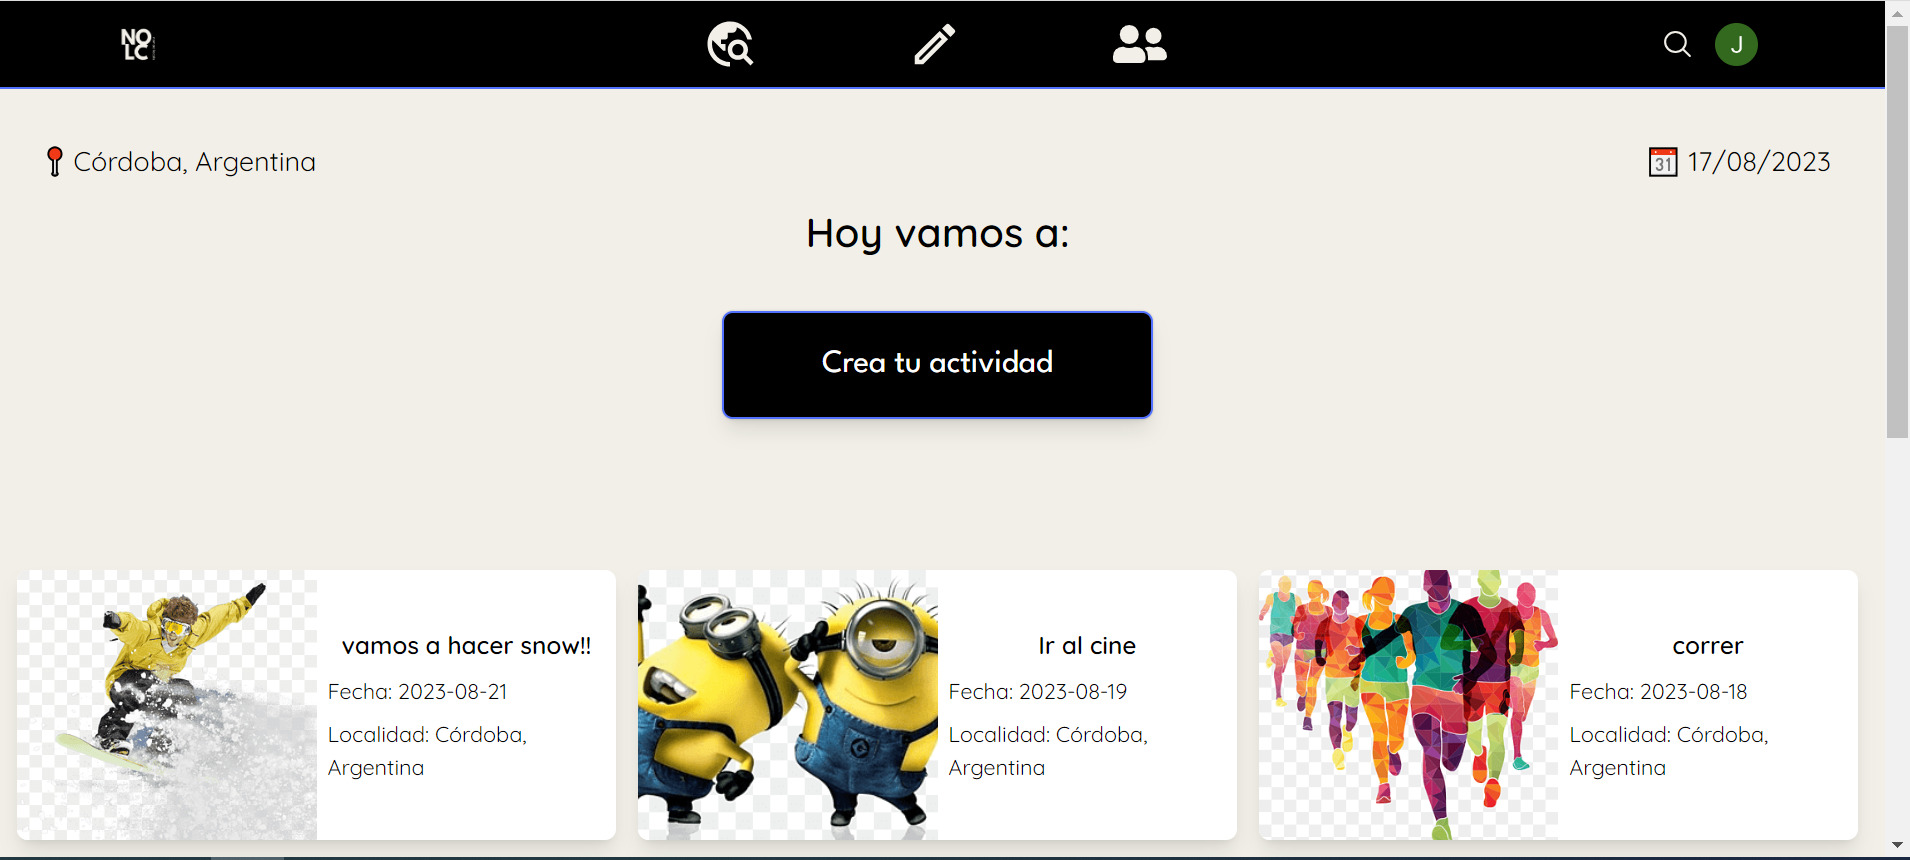 NO
LC
J
Córdoba, Argentina
31 17/08/2023
Hoy vamos a:
Crea tu actividad
vamos a hacer snow!!
Fecha: 2023-08-21
Localidad: Córdoba,
Argentina
Ir al cine
Fecha: 2023-08-19
Localidad: Córdoba,
Argentina
correr
Fecha: 2023-08-18
Localidad: Córdoba,
Argentina